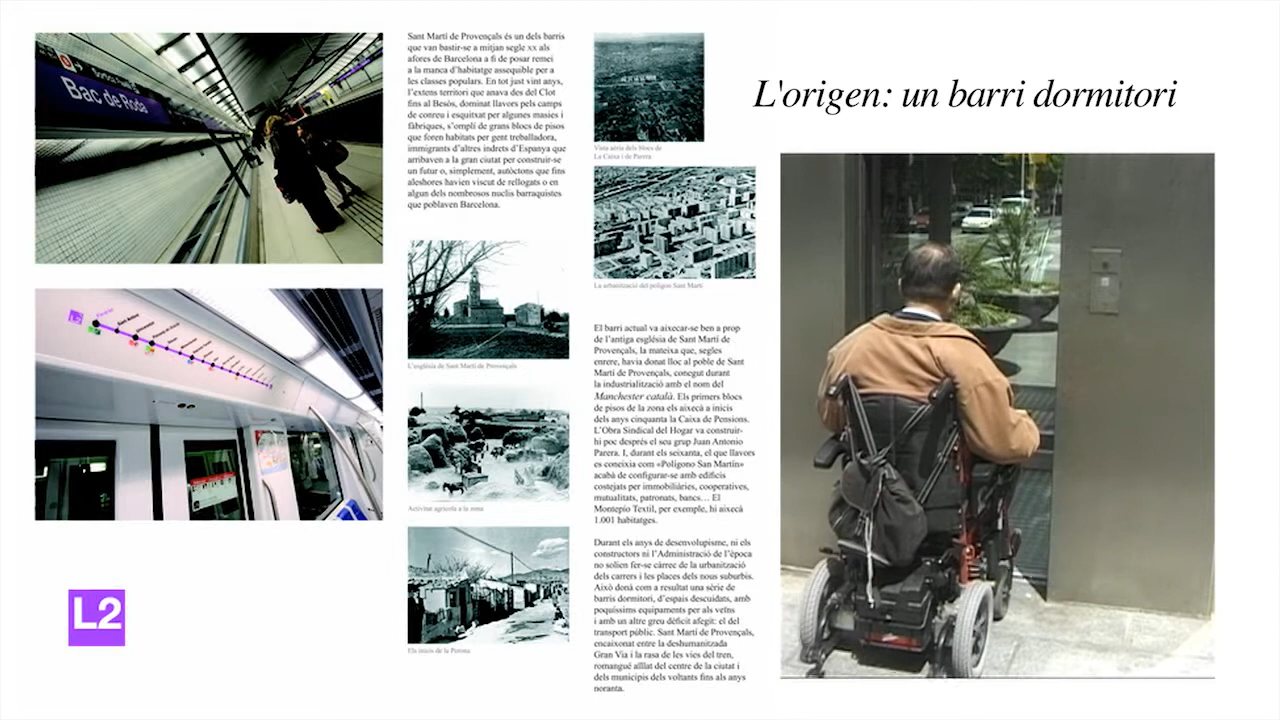 Bac de Roda
L2
Sant Martí de Provençals és un dels barris
que van bastir-se a mitjan segle XX als
afores de Barcelona a fi de posar remei
a la manca d'habitatge assequible per a
les classes populars. En tot just vint anys,
l'extens territori que anava des del Clot
fins al Besòs, dominat llavors pels camps
de conreu i esquitxat per algunes masies i
fàbriques, s'omplí de grans blocs de pisos
que foren habitats per gent treballadora,
immigrants d'altres indrets d'Espanya que
arribaven a la gran ciutat per construir-se
un futur o, simplement, autòctons que fins
aleshores havien viscut de rellogats o en
algun dels nombrosos nuclis barraquistes
que poblaven Barcelona.
L'església de Sant Martí de Provençals
Activitat agrícola a la zona
Els inicis de la Perona
Vista aèria dels blocs de
La Caixa i de Parera
La urbanització del polígon Sant Martí
El barri actual va aixecar-se ben a prop
de l'antiga església de Sant Martí de
Provençals, la mateixa que, segles
enrere, havia donat lloc al poble de Sant
Martí de Provençals, conegut durant
la industrialització amb el nom del
Manchester català. Els primers blocs
de pisos de la zona els aixecà a inicis
dels anys cinquanta la Caixa de Pensions.
L'Obra Sindical del Hogar va construir-
hi poc després el seu grup Juan Antonio
Parera. I, durant els seixanta, el que llavors
es coneixia com «Polígono San Martín»
acabà de configurar-se amb edificis
costejats per immobiliàries, cooperatives,
mutualitats, patronats, bancs… El
Montepío Textil, per exemple, hi aixecà
1.001 habitatges.
Durant els anys de desenvolupisme, ni els
constructors ni l'Administració de l'època
no solien fer-se càrrec de la urbanització
dels carrers i les places dels nous suburbis.
Això donà com a resultat una sèrie de
barris dormitori, d'espais descuidats, amb
poquíssims equipaments per als veïns
i amb un altre greu dèficit afegit: el del
transport públic. Sant Martí de Provençals,
encaixonat entre la deshumanitzada
Gran Via i la rasa de les vies del tren,
romangué aïllat del centre de la ciutat i
dels municipis dels voltants fins als anys
noranta.
L'origen: un barri dormitori